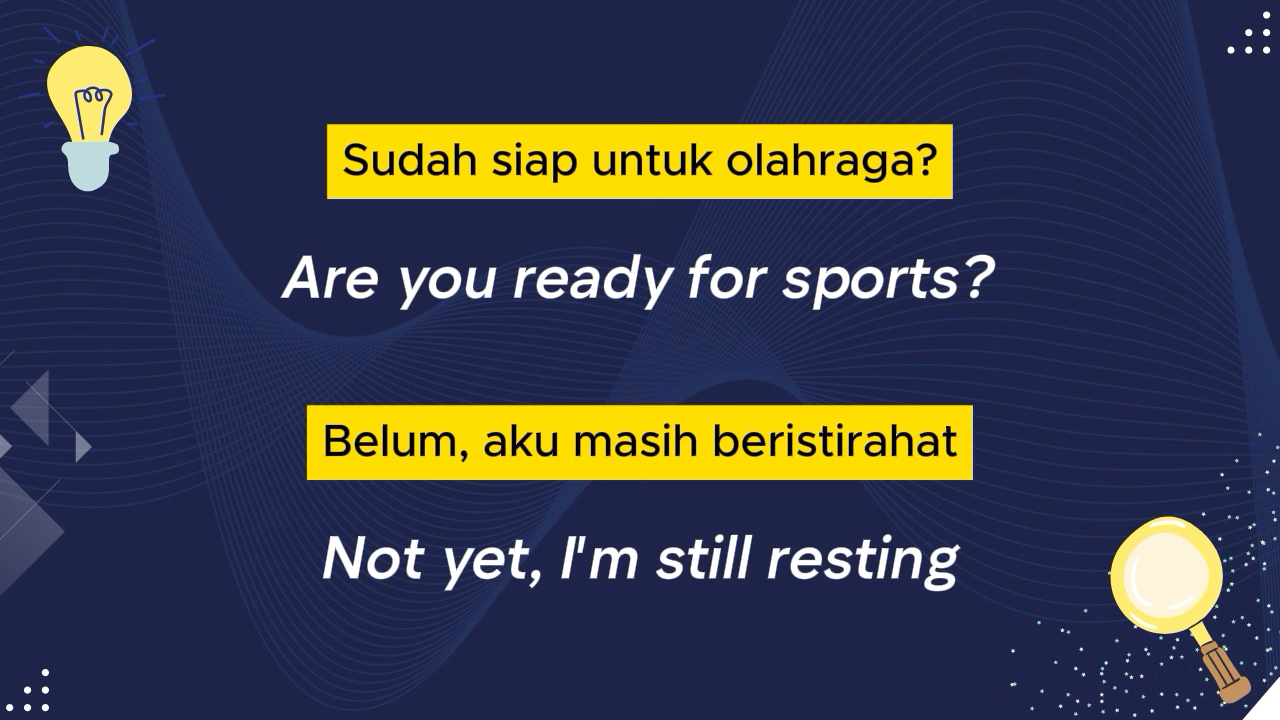 Sudah siap untuk olahraga?
Are you ready for sports?
Belum, aku masih beristirahat
Not yet, I'm still resting